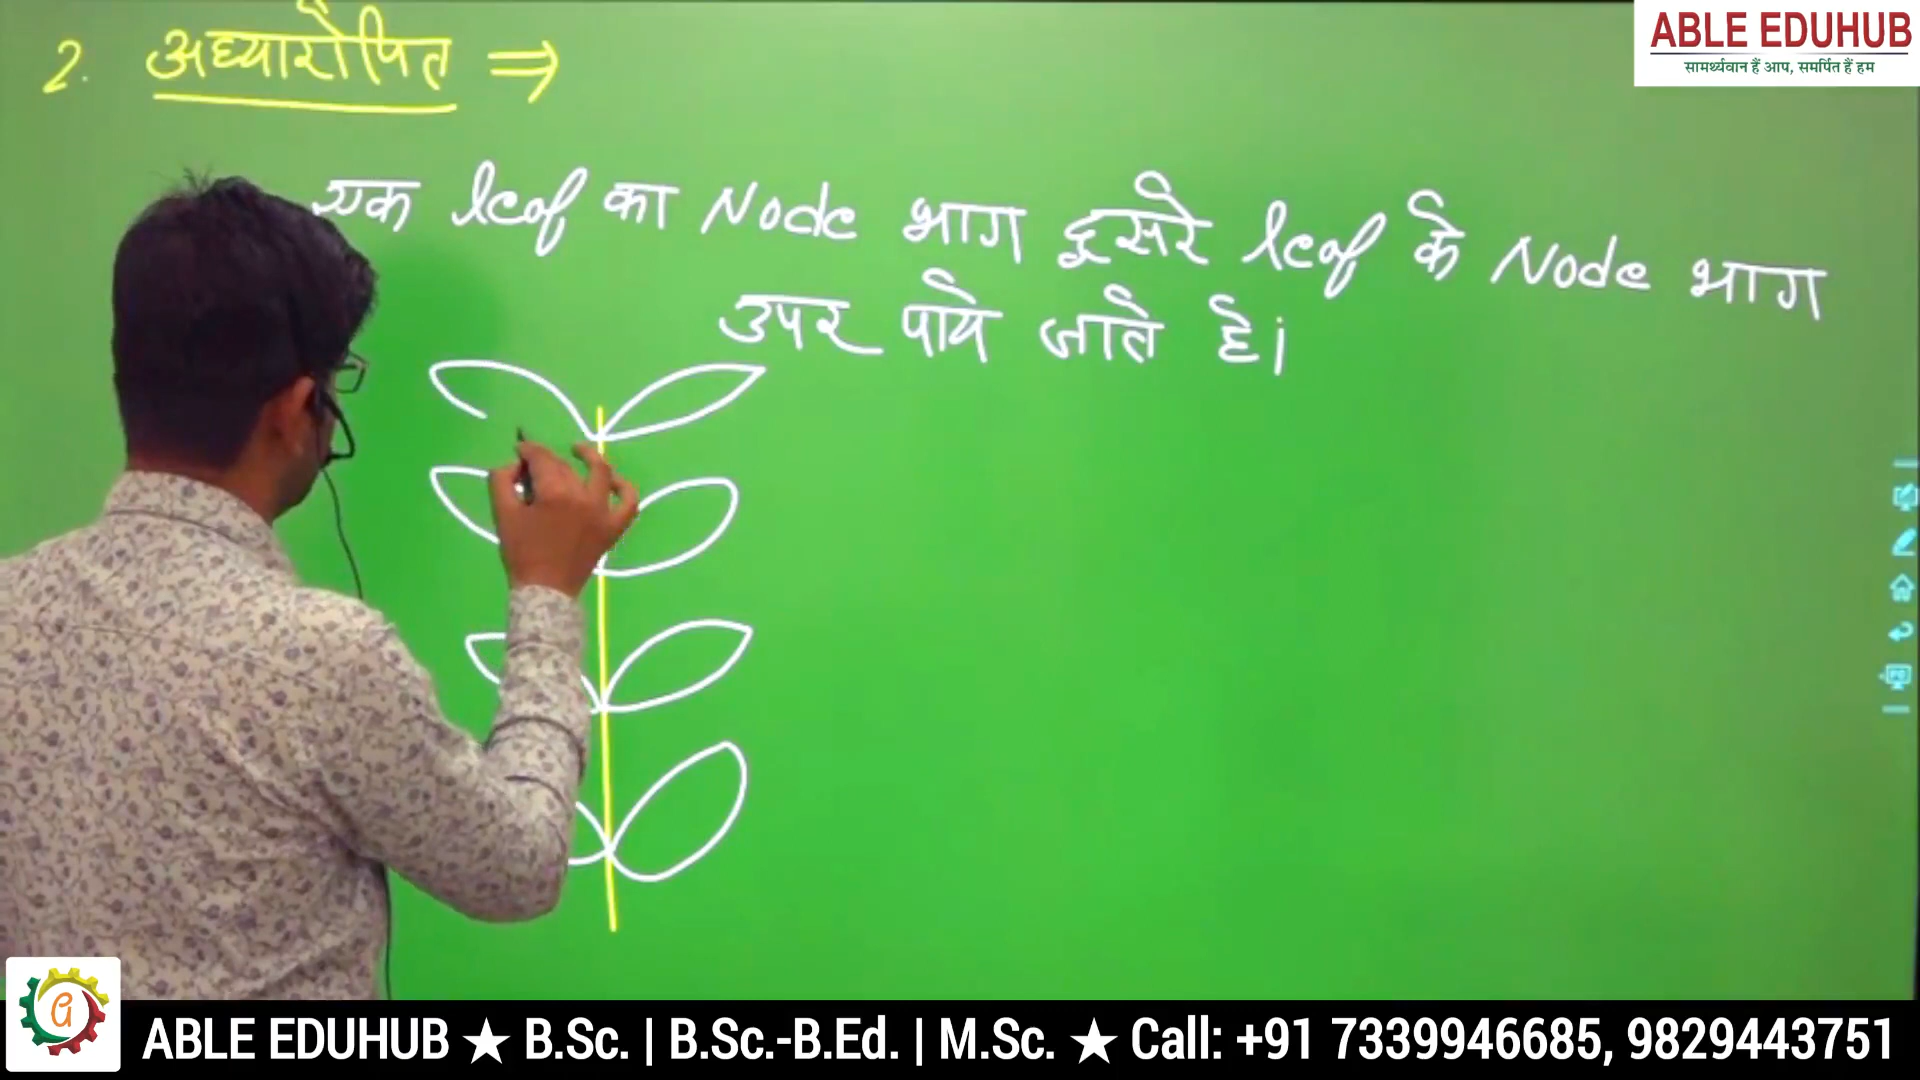 ABLE EDUHUB
सामर्थ्यवान हैं आप, समर्पित हैं हम
2. अध्यारोपित ⇒
एक leaf का Node भाग दूसरे leaf के Node भाग
उपर पाये जाते है।
ABLE EDUHUB ★ B.Sc. | B.Sc.-B.Ed. | M.Sc. ★ Call: +91 7339946685, 9829443751